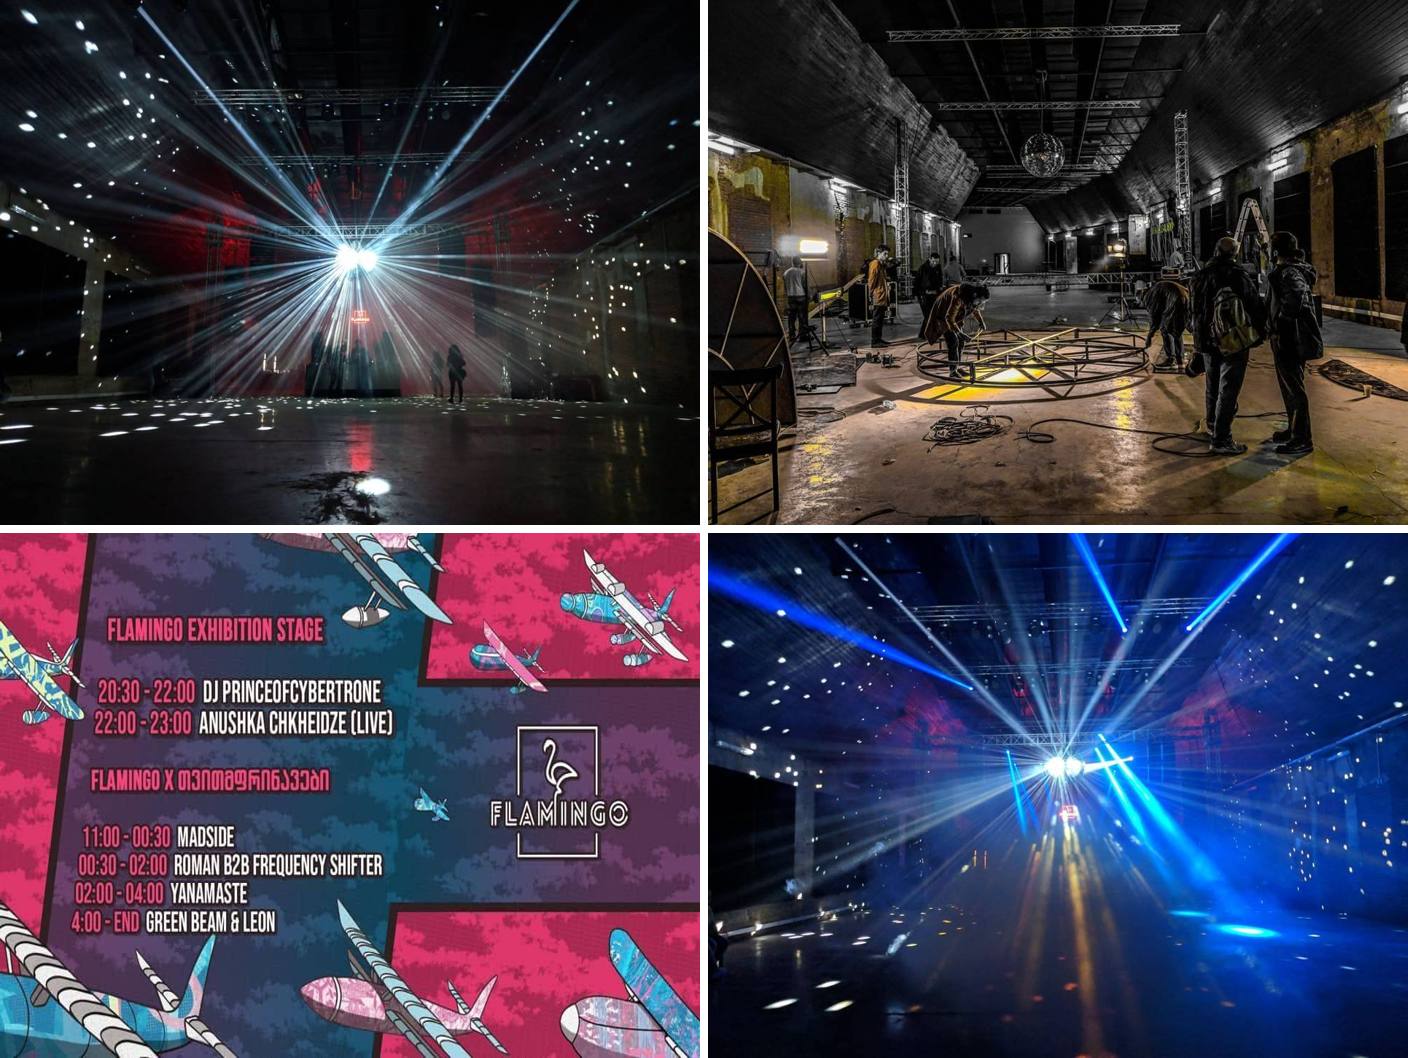 FLAMINGO EXHIBITION STAGE
20:30 - 22:00 DJ PRINCEOFCYBERTRONE
22:00 - 23:00 ANUSHKA CHKHEIDZE (LIVE)
FLAMINGO X თვითმფრინავები
11:00 - 00:30 MADSIDE
00:30 - 02:00 ROMAN B2B FREQUENCY SHIFTER
02:00 - 04:00 YANAMASTE
4:00 - END GREEN BEAM & LEON
FLAMINGO